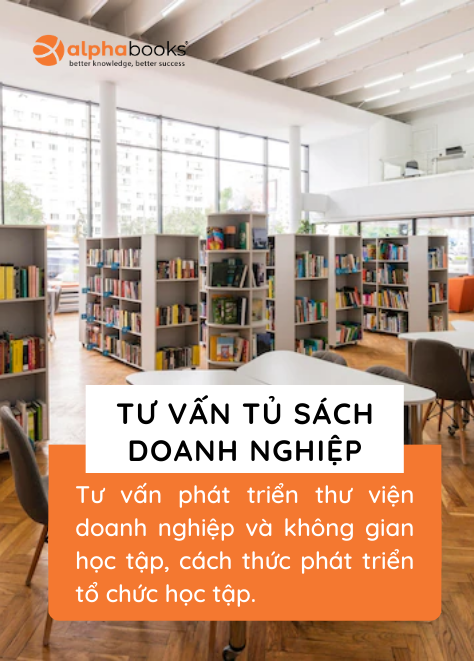 alphabooks®
better knowledge, better success
TƯ VẤN TỦ SÁCH
DOANH NGHIỆP
Tư vấn phát triển thư viện
doanh nghiệp và không gian
học tập, cách thức phát triển
tổ chức học tập.